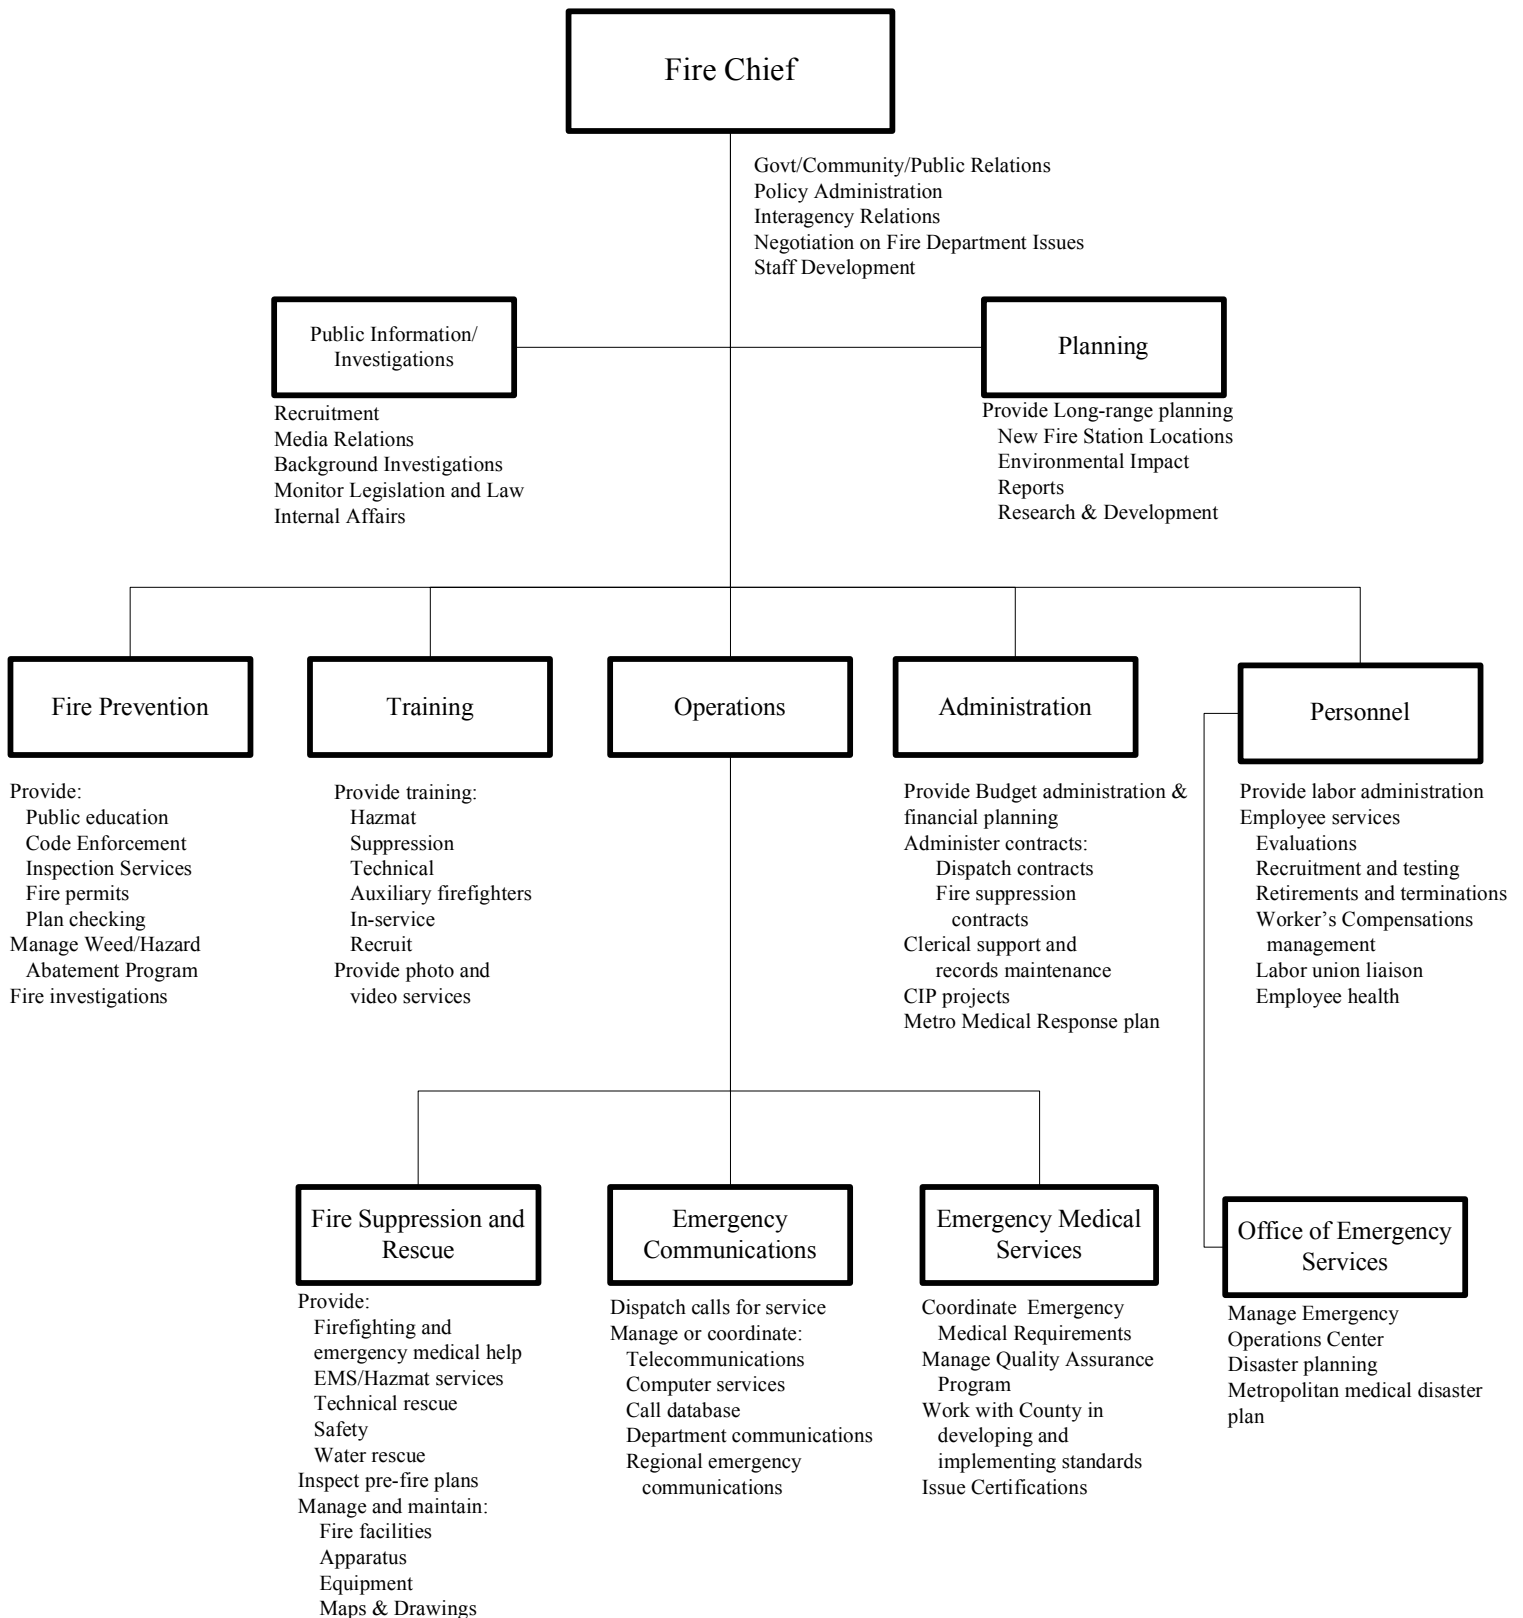 Fire Chief
Govt/Community/Public Relations
Policy Administration
Interagency Relations
Negotiation on Fire Department Issues
Staff Development
Public Information/
Investigations
Recruitment
Media Relations
Background Investigations
Monitor Legislation and Law
Internal Affairs
Planning
Provide Long-range planning
New Fire Station Locations
Environmental Impact
Reports
Research & Development
Fire Prevention
Provide:
Public education
Code Enforcement
Inspection Services
Fire permits
Plan checking
Manage Weed/Hazard
Abatement Program
Fire investigations
Training
Provide training:
Hazmat
Suppression
Technical
Auxiliary firefighters
In-service
Recruit
Provide photo and
video services
Operations
Administration
Provide Budget administration &
financial planning
Administer contracts:
Dispatch contracts
Fire suppression
contracts
Clerical support and
records maintenance
CIP projects
Metro Medical Response plan
Personnel
Provide labor administration
Employee services
Evaluations
Recruitment and testing
Retirements and terminations
Worker’s Compensations
management
Labor union liaison
Employee health
Fire Suppression and
Rescue
Provide:
Firefighting and
emergency medical help
EMS/Hazmat services
Technical rescue
Safety
Water rescue
Inspect pre-fire plans
Manage and maintain:
Fire facilities
Apparatus
Equipment
Maps & Drawings
Emergency
Communications
Dispatch calls for service
Manage or coordinate:
Telecommunications
Computer services
Call database
Department communications
Regional emergency
communications
Emergency Medical
Services
Coordinate Emergency
Medical Requirements
Manage Quality Assurance
Program
Work with County in
developing and
implementing standards
Issue Certifications
Office of Emergency
Services
Manage Emergency
Operations Center
Disaster planning
Metropolitan medical disaster
plan